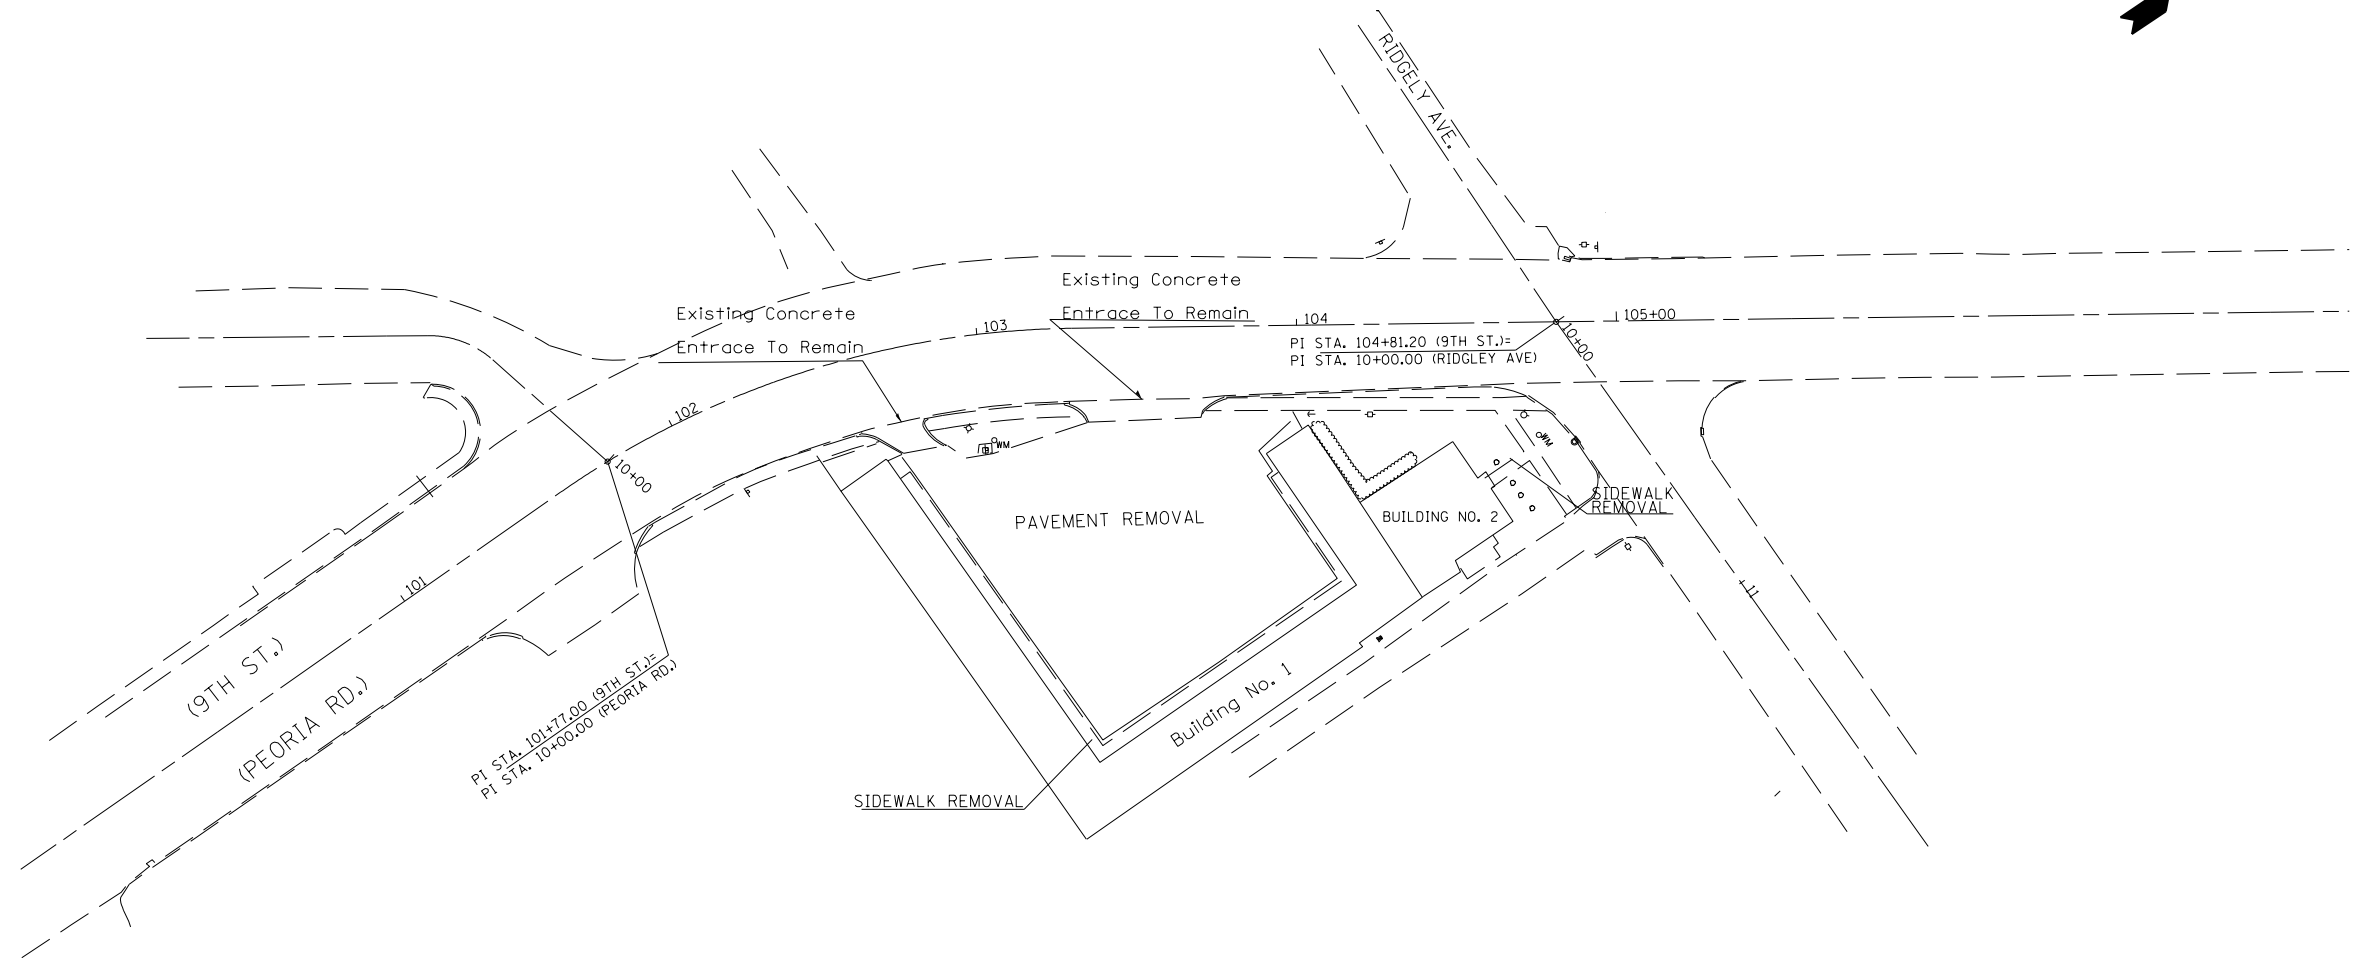 RIDGELY AVE.
Existing Concrete
Entrace To Remain
Existing Concrete
Entrace To Remain
103
104
105+00
10+00
PI STA. 104+81.20 (9TH ST.)=
PI STA. 10+00.00 (RIDGLEY AVE)
102
10+00
WM
WM
101
PAVEMENT REMOVAL
BUILDING NO. 2
SIDEWALK
REMOVAL
11
(9TH ST.)
(PEORIA RD.)
PI STA. 101+77.00 (9TH ST.)=
PI STA. 10+00.00 (PEORIA RD.)
Building No. 1
SIDEWALK REMOVAL